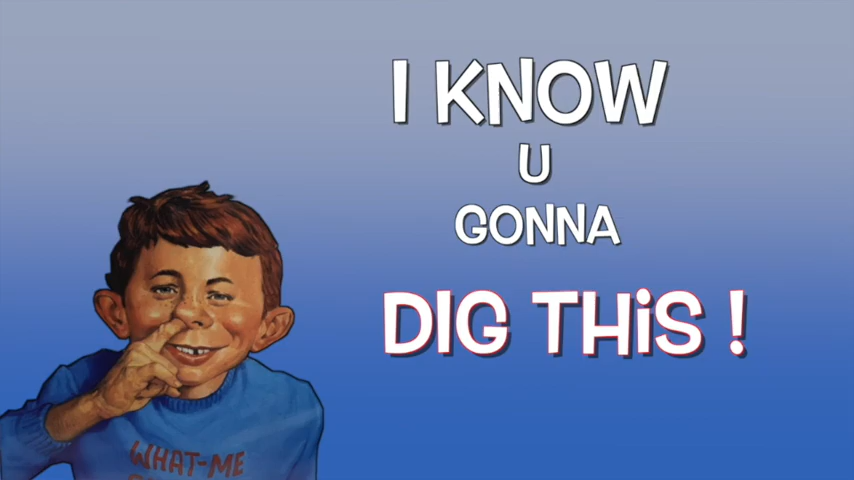 I KNOW
U
GONNA
DIG THiS !
WHAT-ME